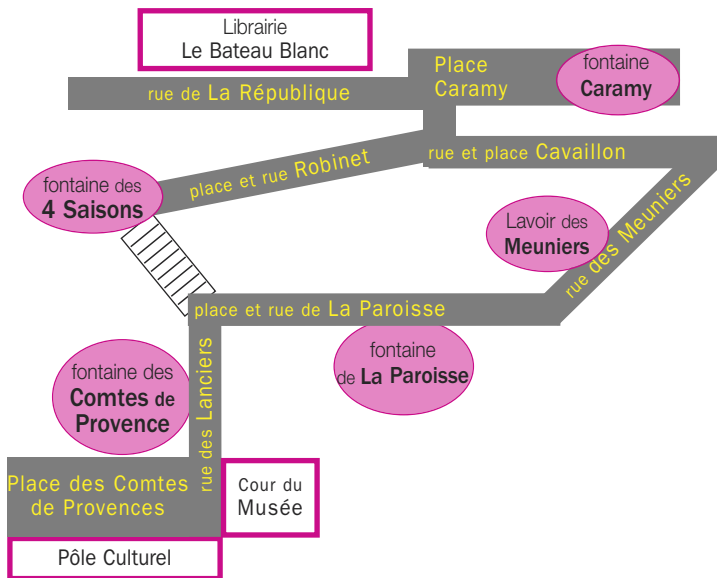 Librairie
Le Bateau Blanc
Place
Caramy
fontaine
Caramy
rue de La République
place et rue Robinet
rue et place Cavaillon
fontaine des
4 Saisons
Lavoir des
Meuniers
rue des Meuniers
place et rue de La Paroisse
fontaine
de La Paroisse
fontaine des
Comtes de
Provence
rue des Lanciers
Place des Comtes
de Provences
Cour du
Musée
Pôle Culturel